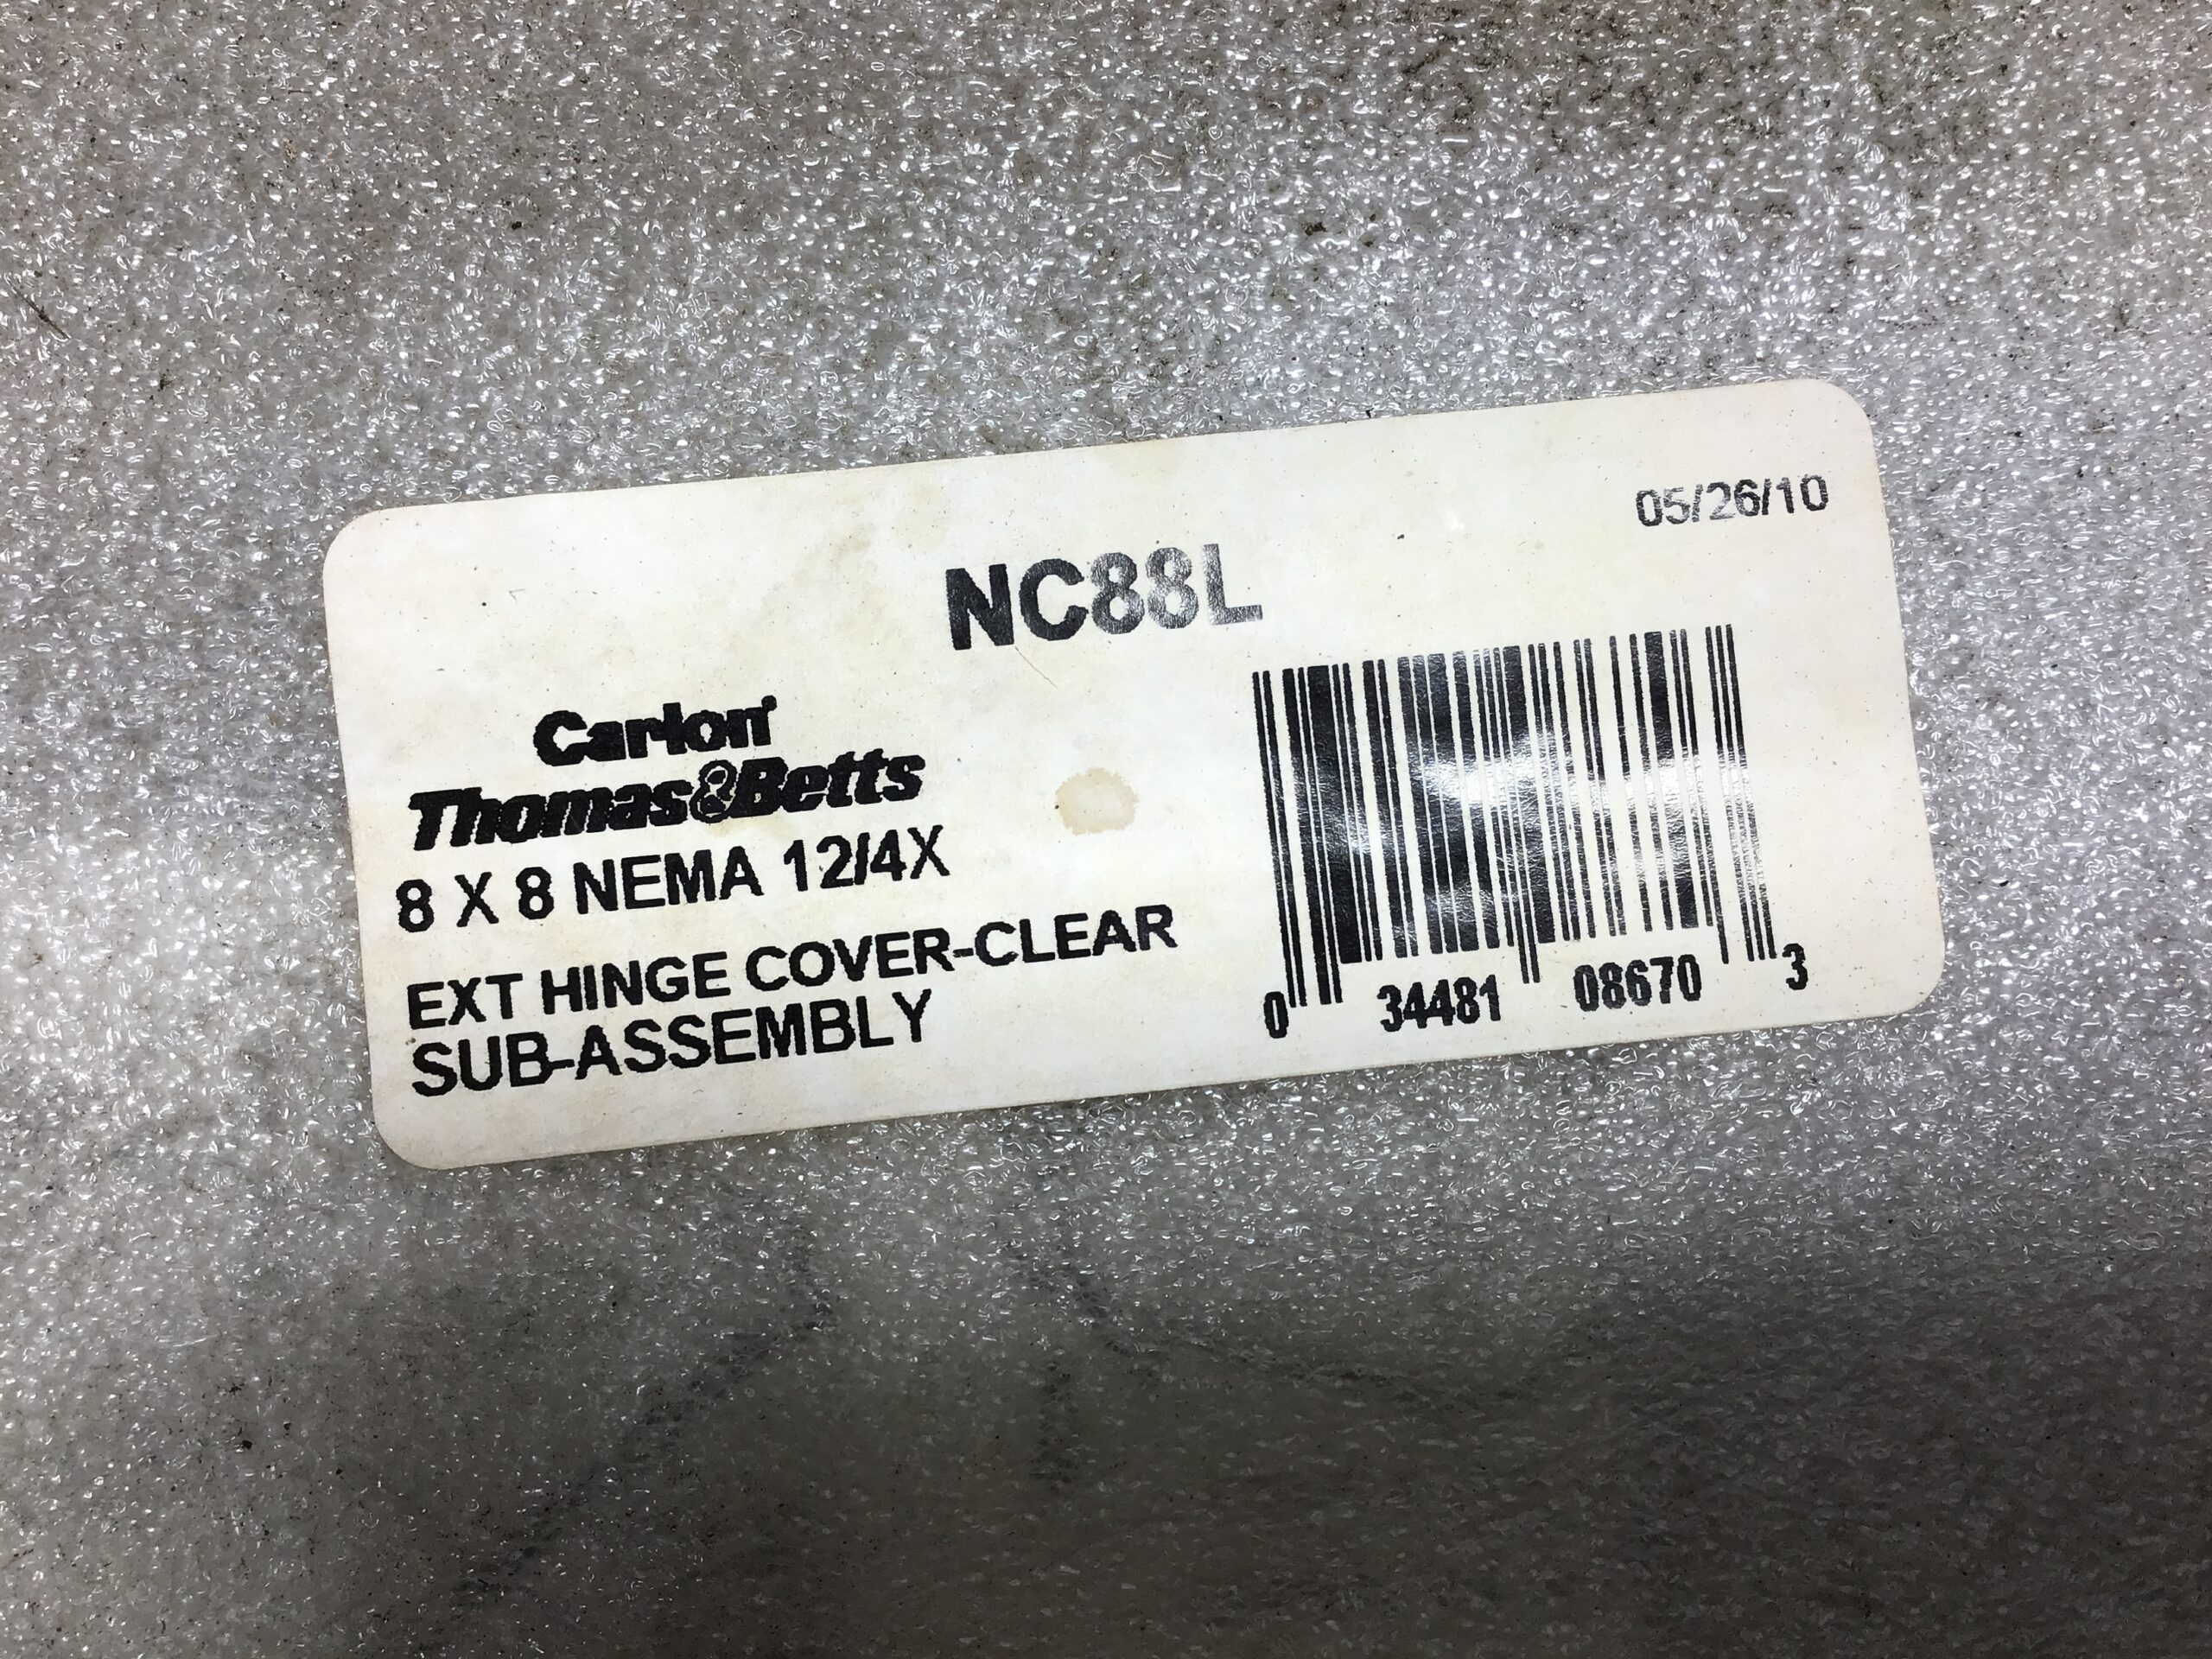 05/26/10
NC88L
Carlon
Thomas&Betts
8 X 8 NEMA 12/4X
EXT HINGE COVER-CLEAR
SUB-ASSEMBLY
0 34481 08670 3